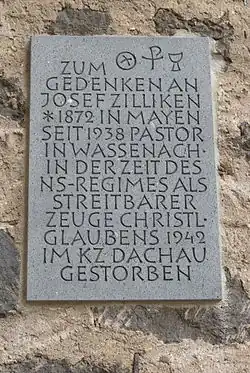 ZUM
GEDENKEN AN
JOSEF ZILLIKEN
*1872 IN MAYEN
SEIT 1938 PASTOR
IN WASSENACH·
IN DER ZEIT DES
NS-REGIMES ALS
STREITBARER
ZEUGE CHRISTL·
GLAUBENS 1942
IM KZ DACHAU
GESTORBEN